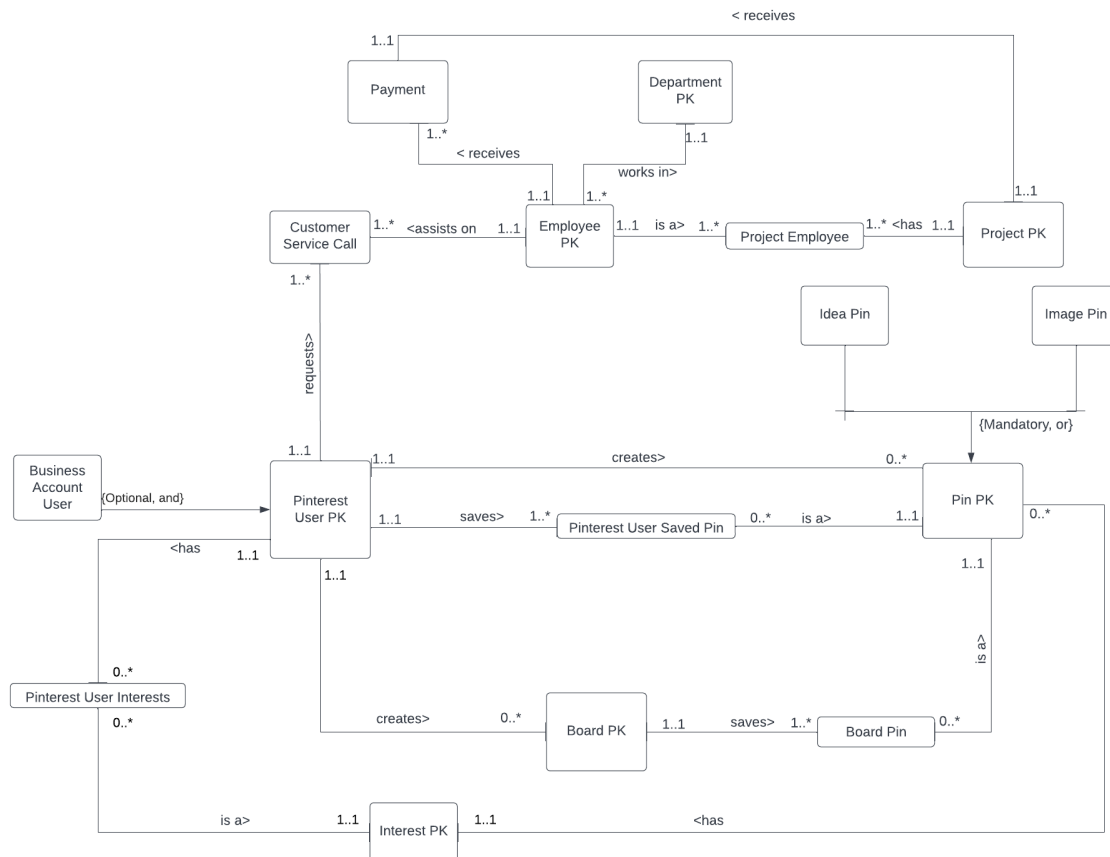 < receives
1..1
Payment
Department
PK
1..*
1..1
< receives
works in>
1..1
1..*
1..1
Customer
Service Call
1..*
<assists on
1..1
Employee
PK
1..1
is a>
1..*
Project Employee
1..*
<has
1..1
Project PK
1..*
Idea Pin
Image Pin
requests>
{Mandatory, or}
1..1
1..1
creates>
0..*
Business
Account
User
{Optional, and}
Pinterest
User PK
Pin PK
1..1
saves>
1..*
Pinterest User Saved Pin
0..*
is a>
1..1
0..*
<has
1..1
1..1
1..1
is a>
0..*
Pinterest User Interests
0..*
creates>
0..*
Board PK
1..1
saves>
1..*
Board Pin
0..*
is a>
1..1
Interest PK
1..1
<has